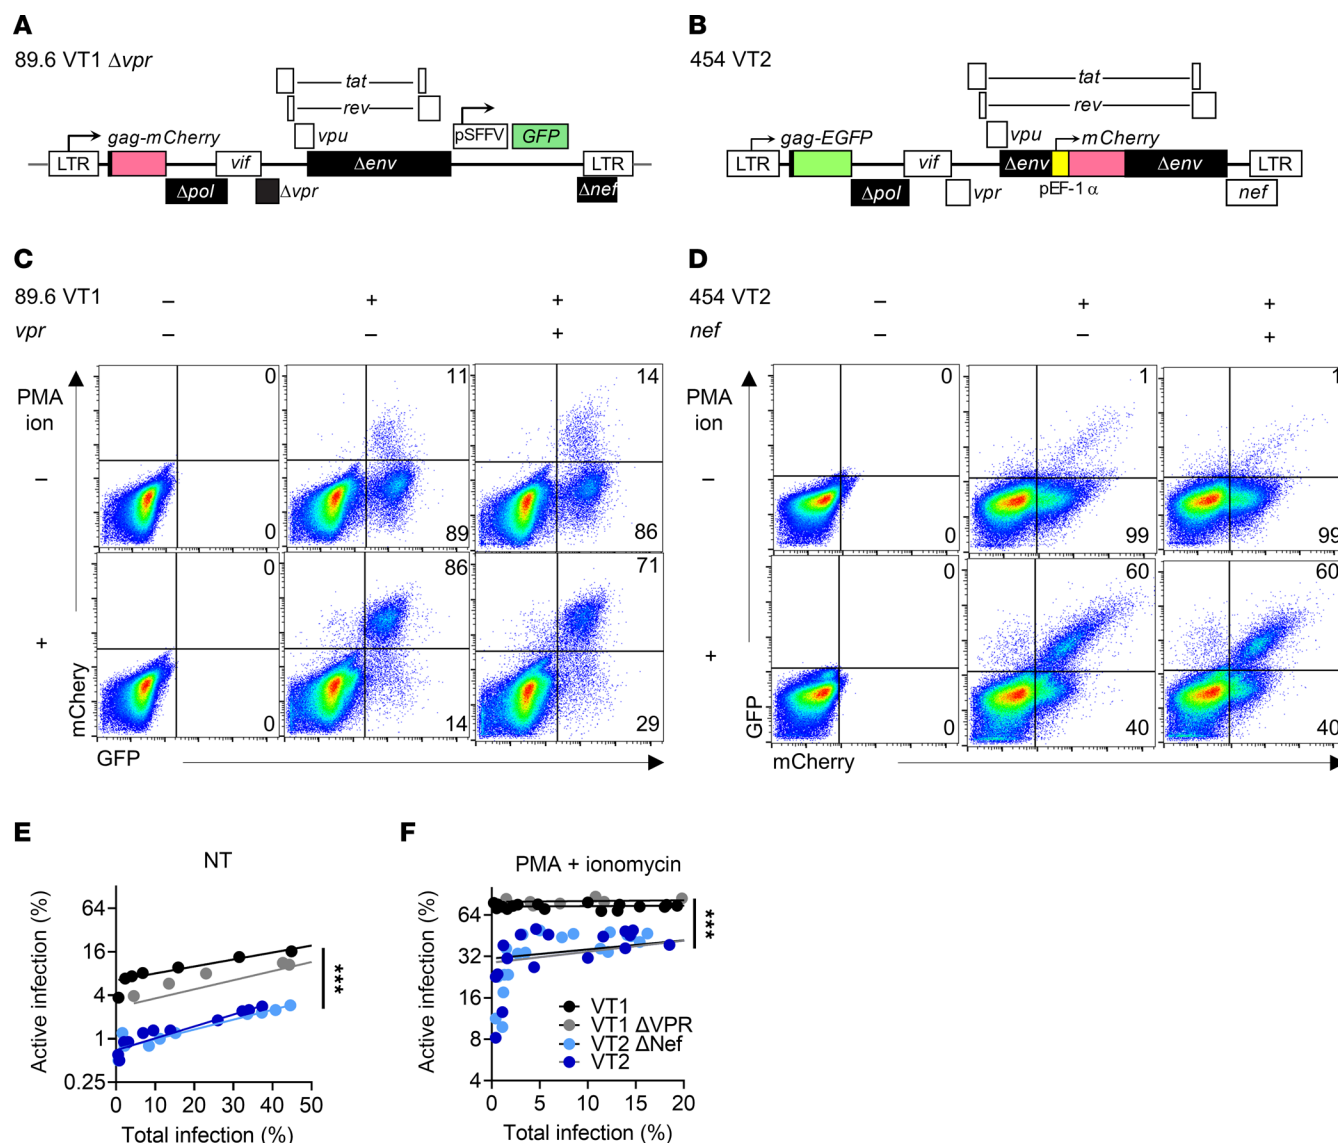 A
89.6 VT1 Δvpr
tat
rev
vpu
pSFFV
GFP
gag-mCherry
LTR
vif
Δenv
LTR
Δpol
Δvpr
Δnef
B
454 VT2
tat
rev
vpu
mCherry
gag-EGFP
LTR
vif
Δenv
Δenv
LTR
Δpol
vpr
pEF-1 α
nef
C
89.6 VT1 – + +
vpr – – +
PMA
ion
–
0 11 14
0 89 86
+
0 86 71
0 14 29
mChery
GFP
D
454 VT2 – + +
nef – – +
PMA
ion
–
0 1 1
0 99 99
+
0 60 60
0 40 40
GFP
mCherry
E
NT
Active infection (%)
64
16
4
1
0.25
0 10 20 30 40 50
Total infection (%)
***
F
PMA + ionomycin
Active infection (%)
64
32
16
8
4
0 5 10 15 20
Total infection (%)
***
VT1
VT1 ΔVPR
VT2 ΔNef
VT2